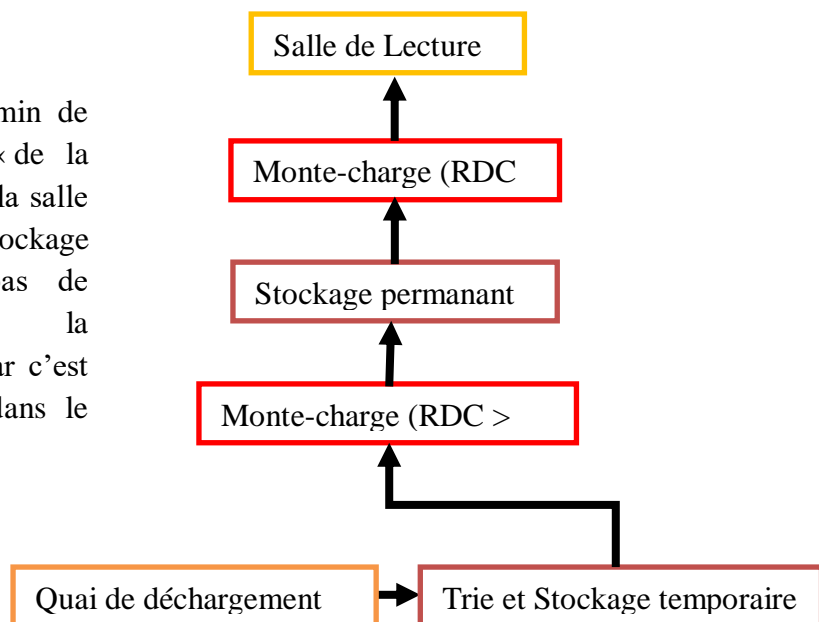 Salle de Lecture
min de
« de la
Monte-charge (RDC
la salle
ockage
as de
Stockage permanant
la
ar c’est
Monte-charge (RDC >
dans le
Quai de déchargement
Trie et Stockage temporaire